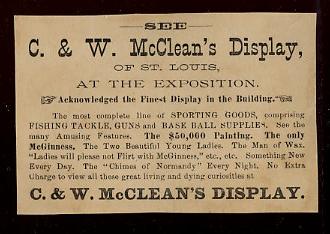 SEE
C. & W. McClean's Display,
OF ST. LOUIS,
AT THE EXPOSITION.
Acknowledged the Finest Display in the Building.
The most complete line of SPORTING GOODS, comprising
FISHING TACKLE, GUNS and BASE BALL SUPPLIES. See the
many Amusing Features. The $50,000 Painting. The only
McGinness. The Two Beautiful Young Ladies. The Man of Wax.
"Ladies will please not Flirt with McGinness," etc., etc. Something New
Every Day. The "Chimes of Normandy" Every Night. No Extra
Charge to view all these great living and dying curiosities at
C. & W. McCLEAN'S DISPLAY.